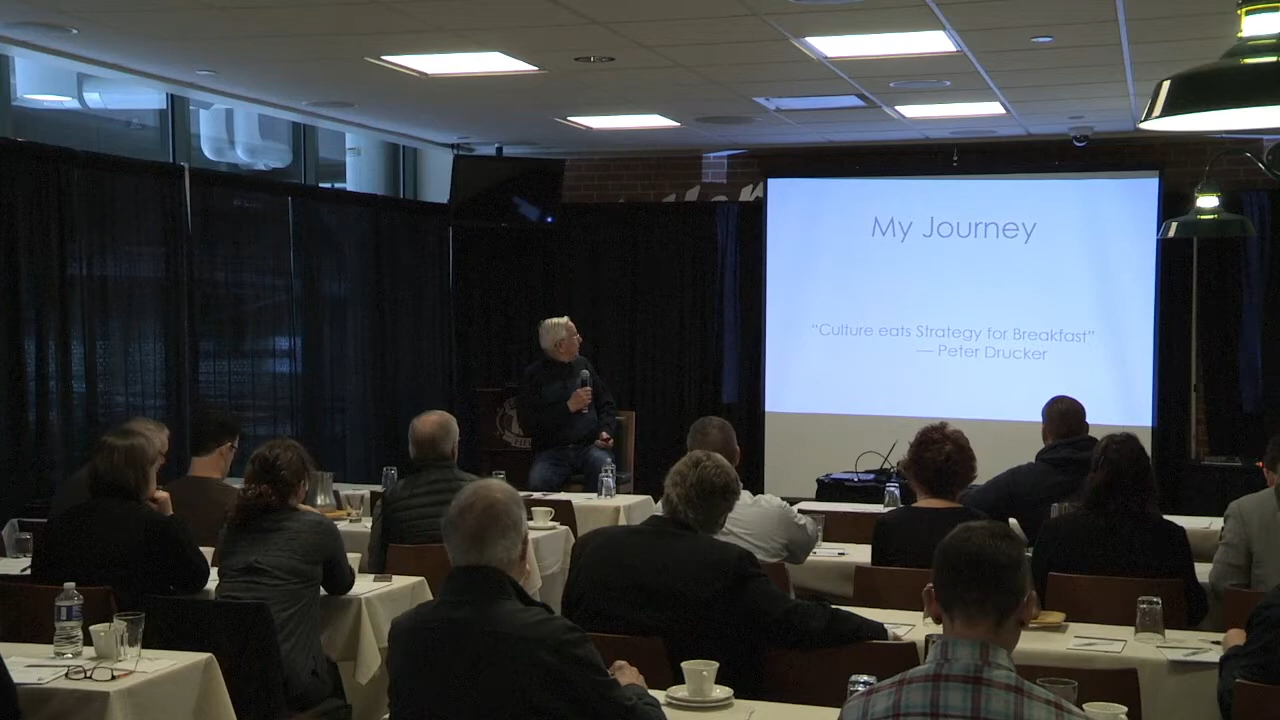 My Journey
“Culture eats Strategy for Breakfast”
— Peter Drucker